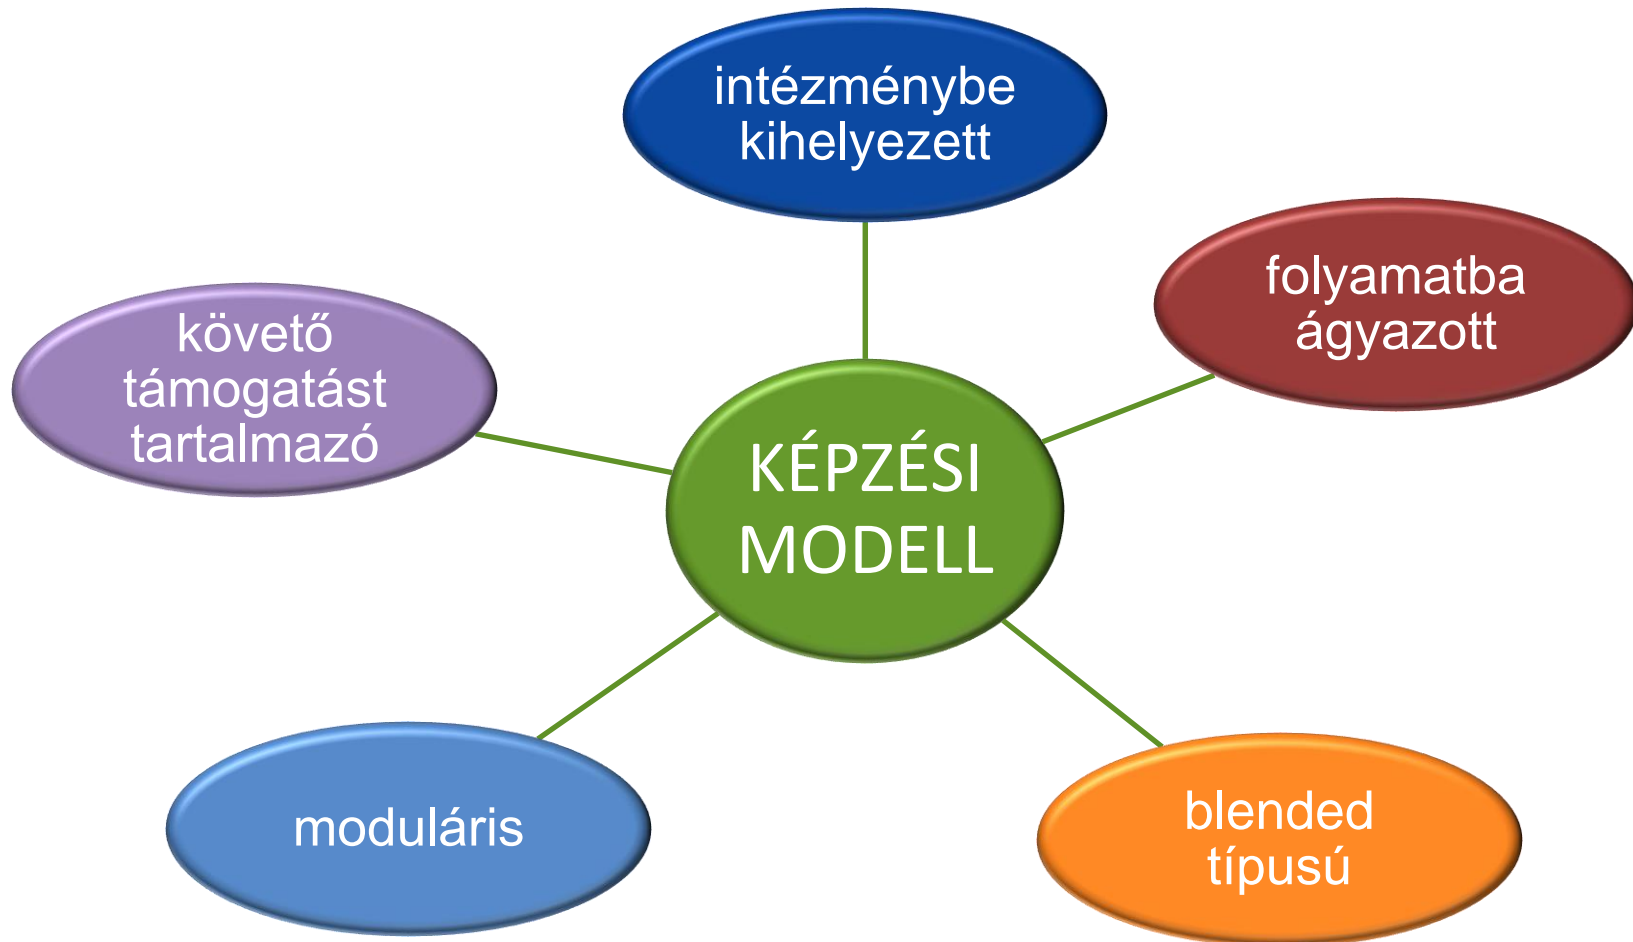 intézménybe
kihelyezett
folyamatba
ágyazott
követő
támogatást
tartalmazó
KÉPZÉSI
MODELL
moduláris
blended
típusú